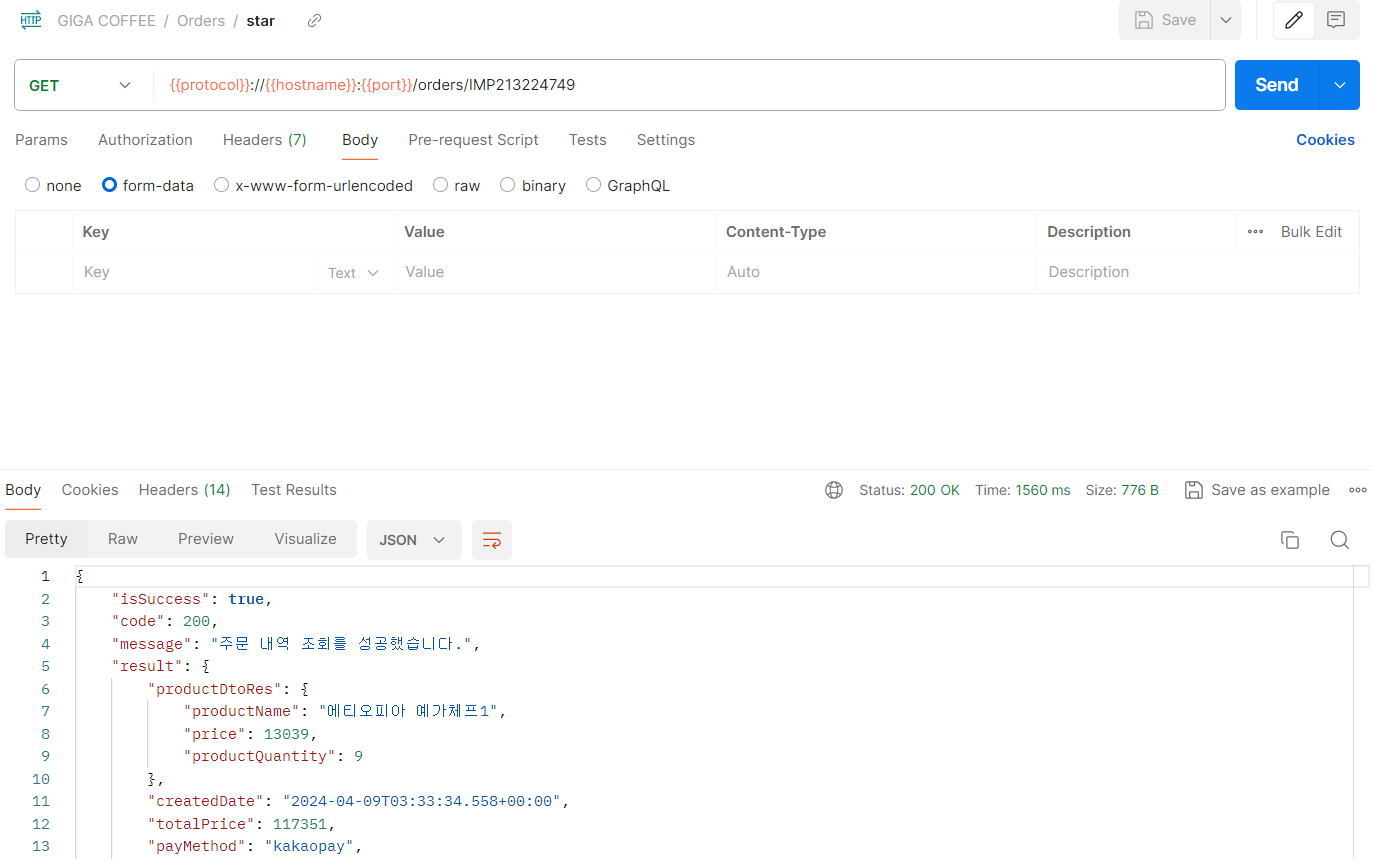 HTTP GIGA COFFEE / Orders / star Save
GET {{protocol}}://{{hostname}}:{{port}}/orders/IMP213224749 Send
Params Authorization Headers (7) Body Pre-request Script Tests Settings Cookies
none form-data x-www-form-urlencoded raw binary GraphQL
Key Value Content-Type Description Bulk Edit
Key Text Value Auto Description
Body Cookies Headers (14) Test Results Status: 200 OK Time: 1560 ms Size: 776 B Save as example
Pretty Raw Preview Visualize JSON
1 {
2 "isSuccess": true,
3 "code": 200,
4 "message": "주문 내역 조회를 성공했습니다.",
5 "result": {
6 "productDtoRes": {
7 "productName": "에티오피아 예가체프1",
8 "price": 13039,
9 "productQuantity": 9
10 },
11 "createdDate": "2024-04-09T03:33:34.558+00:00",
12 "totalPrice": 117351,
13 "payMethod": "kakaopay",